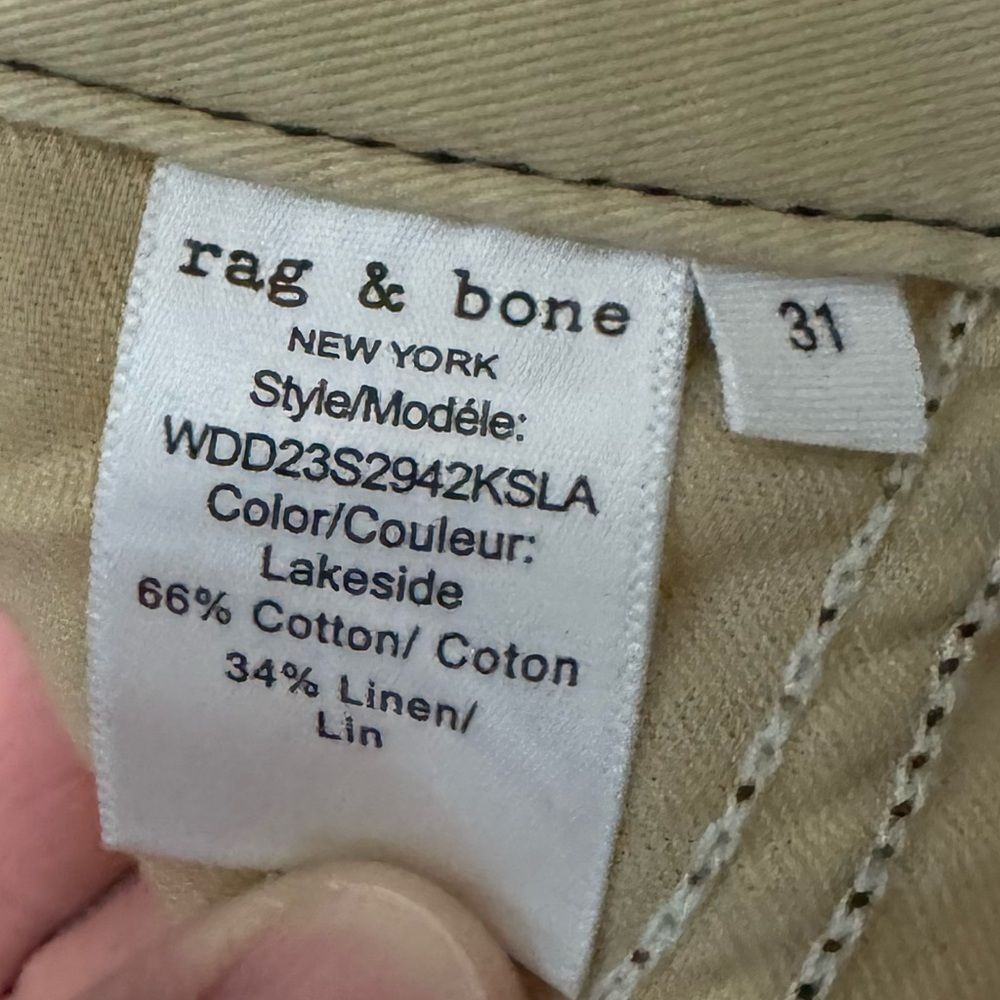 rag & bone
NEW YORK
Style/Modéle:
WDD23S2942KSLA
Color/Couleur:
Lakeside
66% Cotton/ Coton
34% Linen/
Lin
31